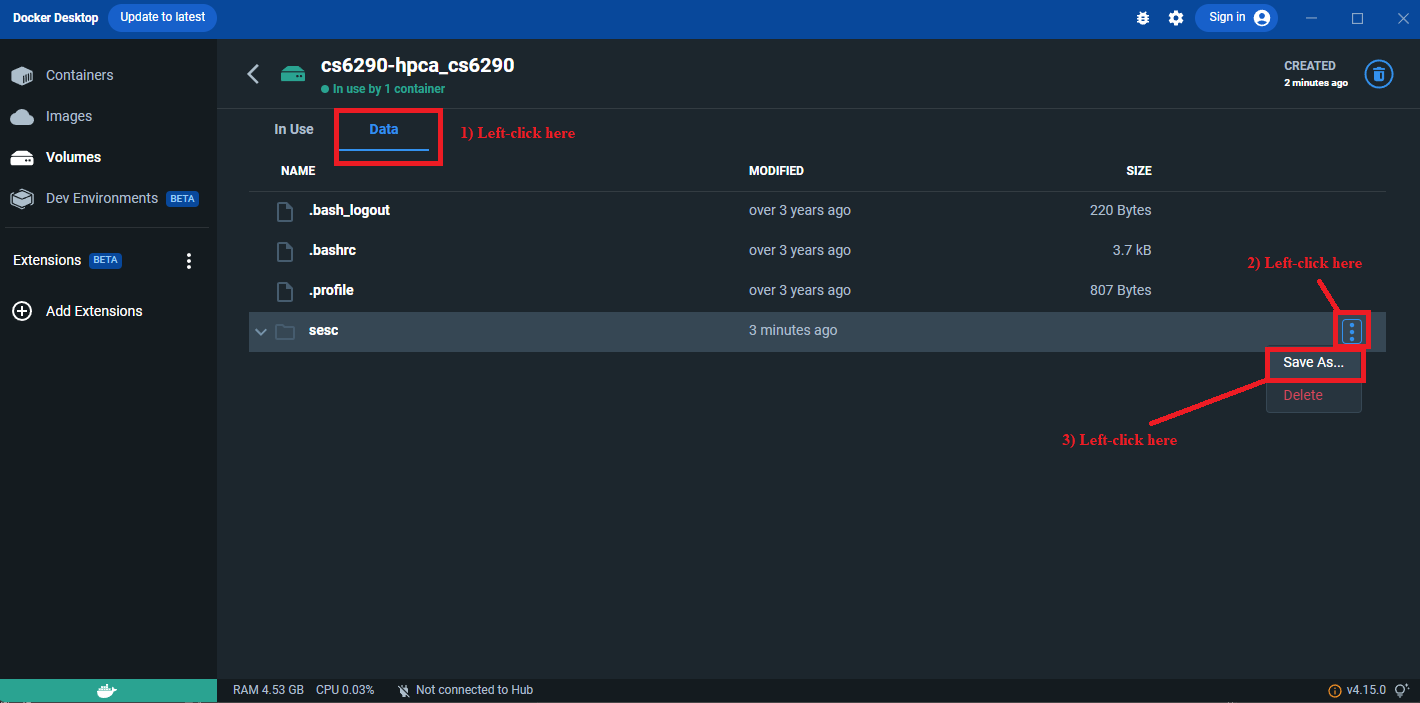 Docker Desktop Update to latest Sign in
Containers
Images
Volumes
Dev Environments BETA
Extensions BETA
Add Extensions
cs6290-hpca_cs6290
In use by 1 container
CREATED
2 minutes ago
In Use Data 1) Left-click here
NAME MODIFIED SIZE
.bash_logout over 3 years ago 220 Bytes
.bashrc over 3 years ago 3.7 kB
2) Left-click here
.profile over 3 years ago 807 Bytes
sesc 3 minutes ago
Save As...
Delete
3) Left-click here
RAM 4.53 GB CPU 0.03% Not connected to Hub v4.15.0